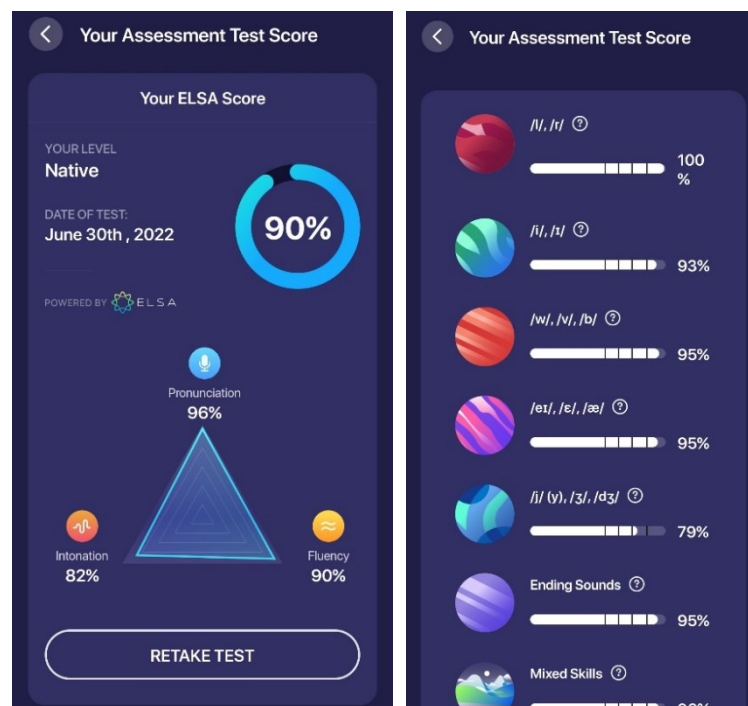 Your Assessment Test Score
Your ELSA Score
YOUR LEVEL
Native
DATE OF TEST:
June 30th , 2022
90%
POWERED BY ELSA
Pronunciation
96%
Intonation
82%
Fluency
90%
RETAKE TEST
Your Assessment Test Score
/l/, /r/ ?
100
%
/i/, /ɪ/ ?
93%
/w/, /v/, /b/ ?
95%
/eɪ/, /ɛ/, /æ/ ?
95%
/j/ (y), /ʒ/, /dʒ/ ?
79%
Ending Sounds ?
95%
Mixed Skills ?